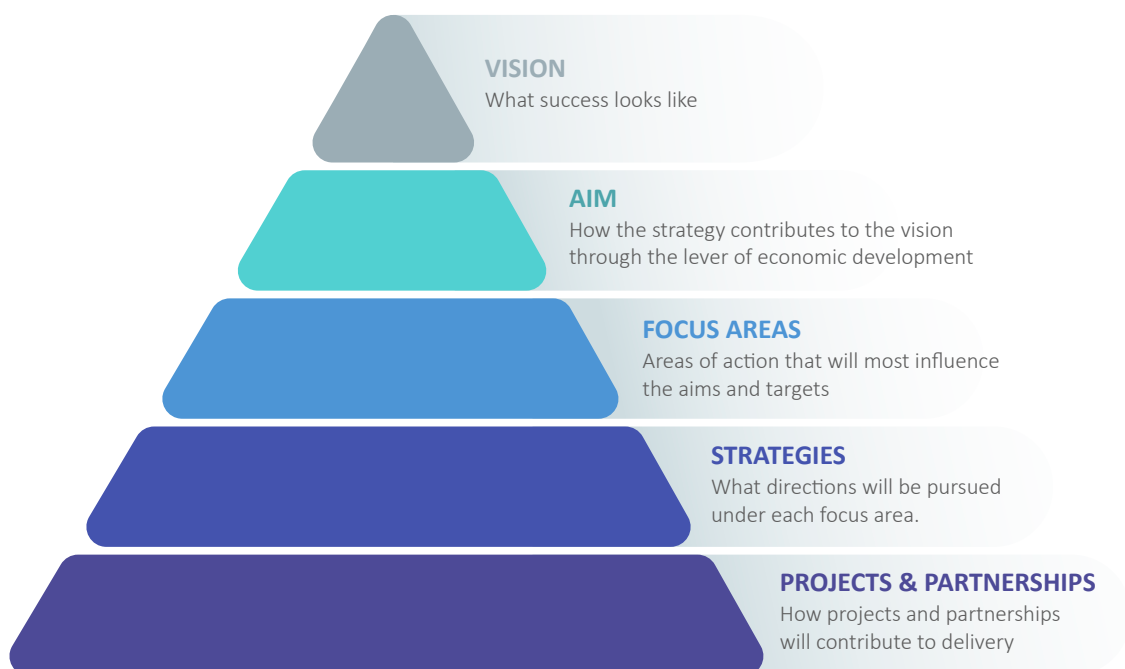 VISION
What success looks like
AIM
How the strategy contributes to the vision
through the lever of economic development
FOCUS AREAS
Areas of action that will most influence
the aims and targets
STRATEGIES
What directions will be pursued
under each focus area.
PROJECTS & PARTNERSHIPS
How projects and partnerships
will contribute to delivery